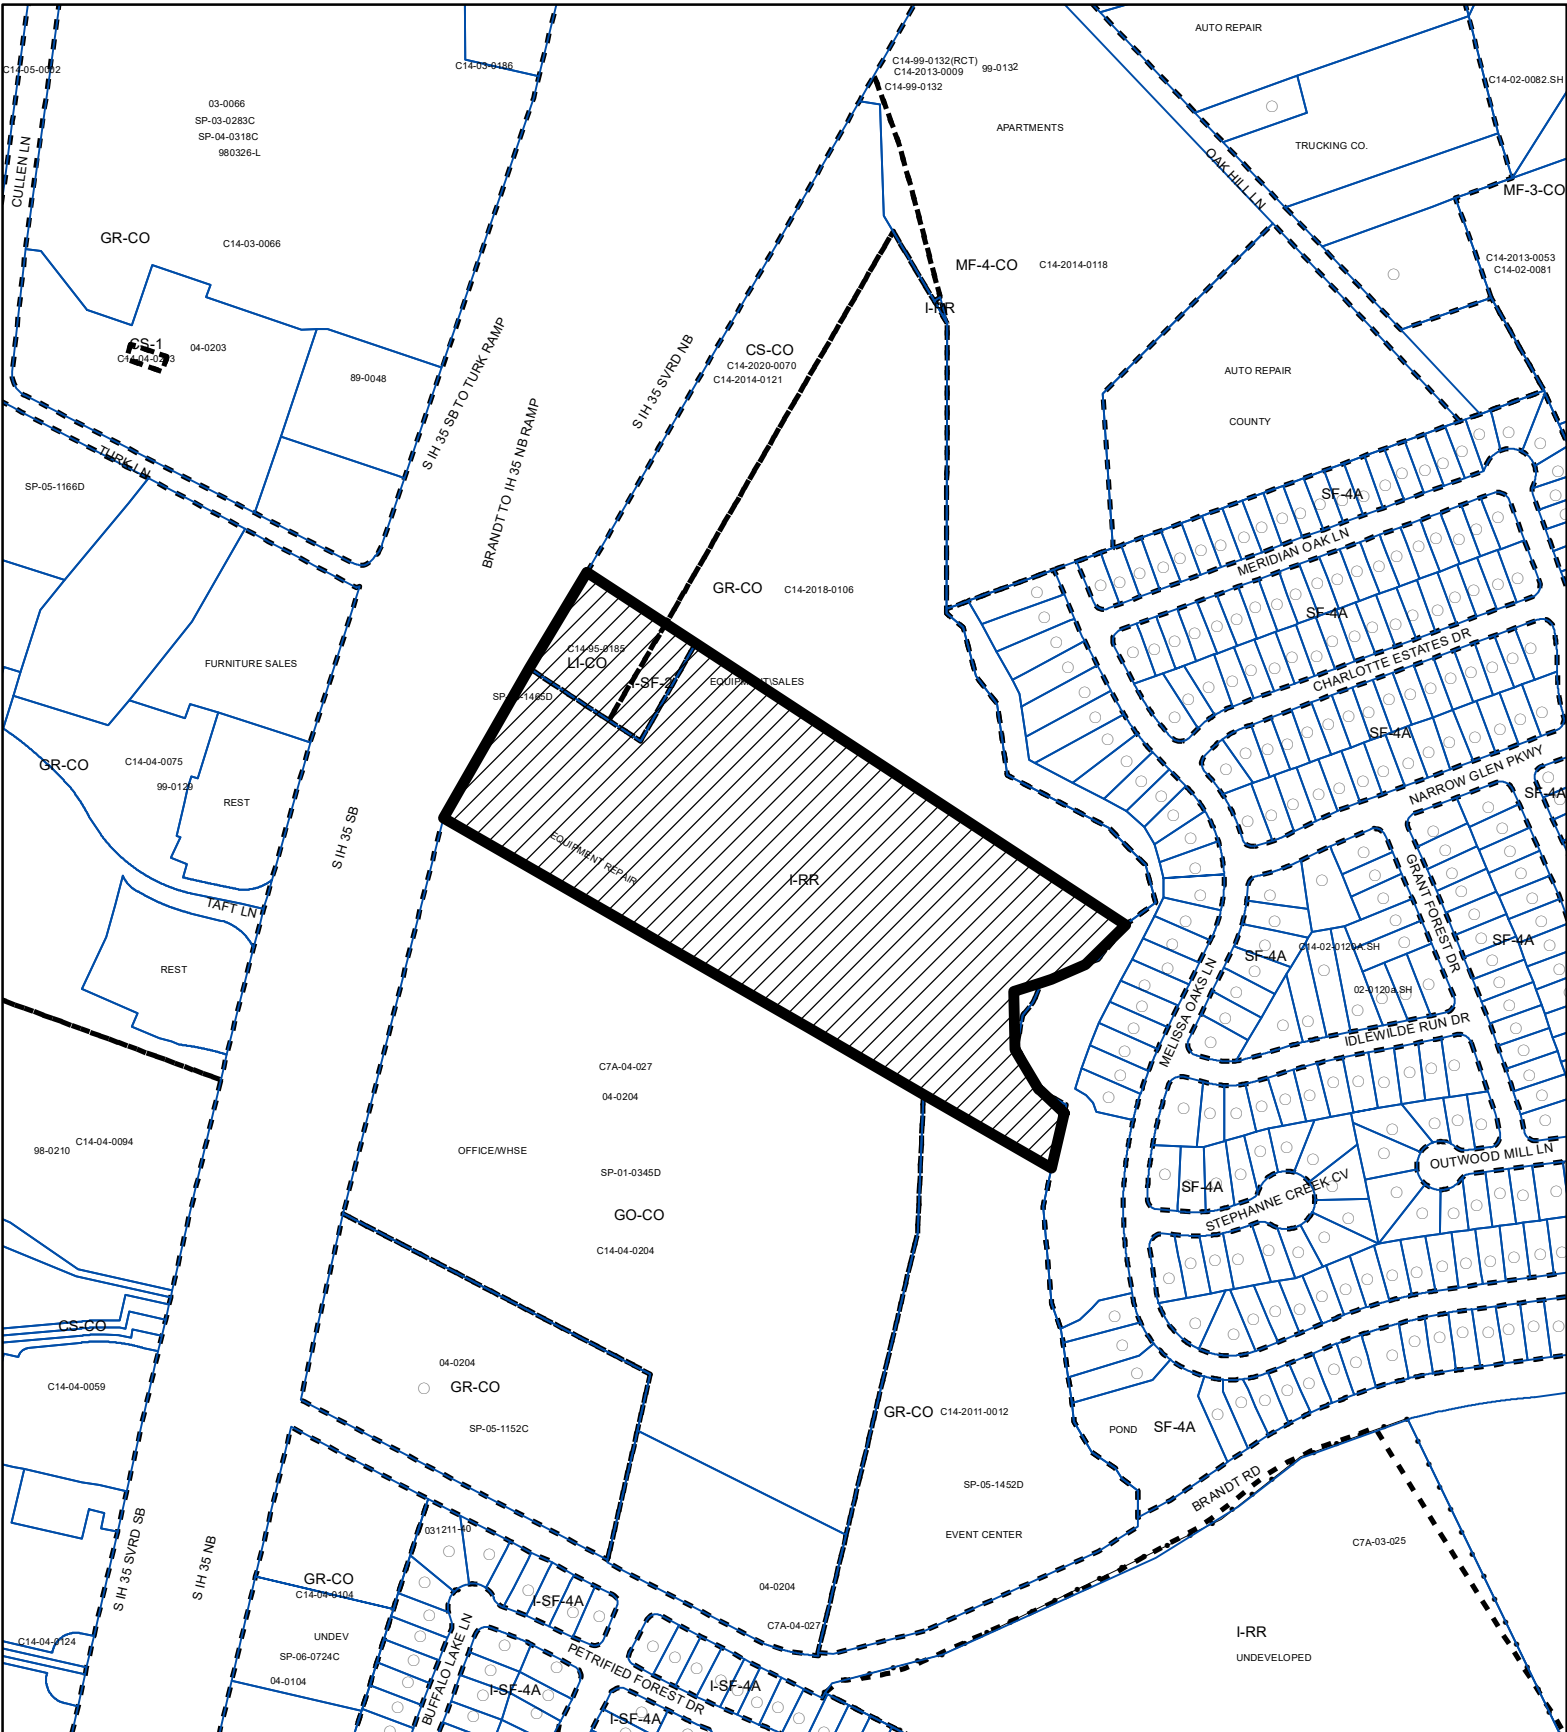 AUTO REPAIR
C14-99-0132(RCT)
C14-2013-0009
99-0132
C14-99-0132
C14-03-0186
C14-05-0002
C14-02-0082.SH
03-0066
SP-03-0283C
SP-04-0318C
980326-L
CULLEN LN
APARTMENTS
TRUCKING CO.
OAK HILL LN
MF-3-CO
GR-CO
C14-03-0066
MF-4-CO
C14-2014-0118
C14-2013-0053
C14-02-0081
I-RR
CS-1
04-0203
C14-04-0203
89-0048
S IH 35 SB TO TURK RAMP
BRANDT TO IH 35 NB RAMP
S IH 35 SVRD NB
CS-CO
C14-2020-0070
C14-2014-0121
AUTO REPAIR
COUNTY
TURK LN
SP-05-1166D
SF-4A
MERIDIAN OAK LN
GR-CO
C14-2018-0106
SF-4A
CHARLOTTE ESTATES DR
C14-95-0185
LI-CO
I-SF-2
EQUIPMENT\SALES
FURNITURE SALES
SF-4A
NARROW GLEN PKWY
SF-4A
GR-CO
C14-04-0075
99-0129
REST
S IH 35 SB
EQUIPMENT REPAIR
I-RR
GRANT FOREST DR
TAFT LN
REST
SF-4A
C14-02-0120A.SH
SF-4A
02-0120a.SH
MELISSA OAKS LN
IDLEWILDE RUN DR
C7A-04-027
04-0204
98-0210
C14-04-0094
OFFICE/WHSE
SP-01-0345D
GO-CO
C14-04-0204
OUTWOOD MILL LN
SF-4A
STEPHANNE CREEK CV
CS-CO
C14-04-0059
04-0204
GR-CO
SP-05-1152C
GR-CO
C14-2011-0012
POND
SF-4A
SP-05-1452D
BRANDT RD
EVENT CENTER
C7A-03-025
S IH 35 SVRD SB
S IH 35 NB
031211-40
GR-CO
C14-04-0104
I-SF-4A
04-0204
C7A-04-027
UNDEV
SP-06-0724C
04-0104
C14-04-0124
BUFFALO LAKE LN
PETRIFIED FOREST DR
I-SF-4A
I-SF-4A
I-SF-4A
I-RR
UNDEVELOPED